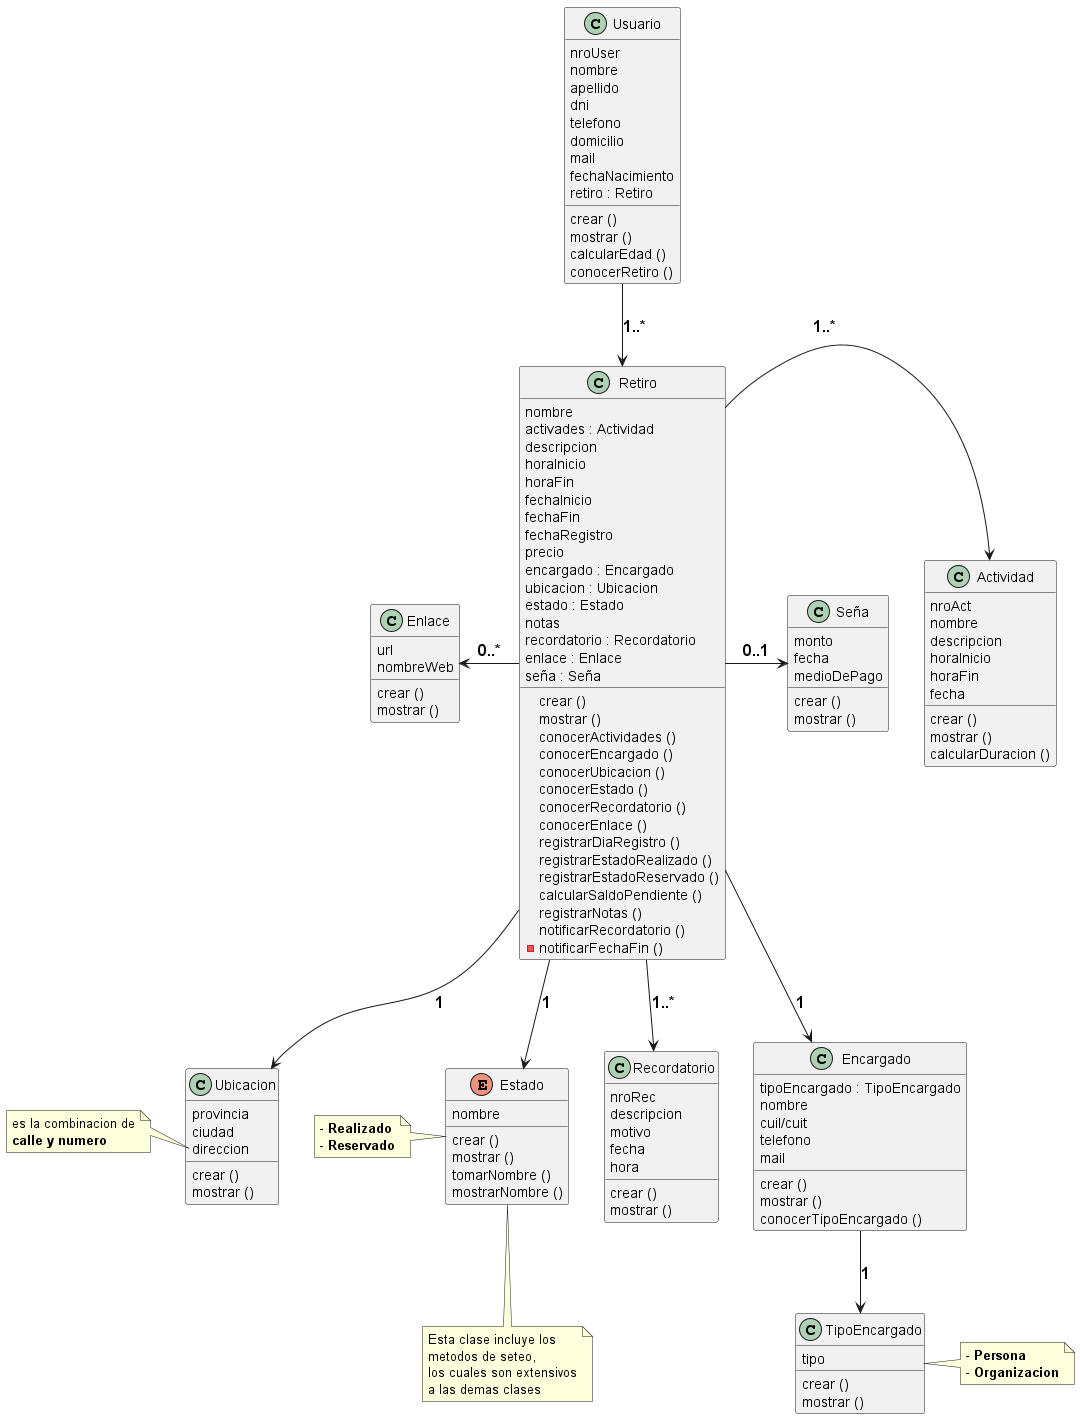 C Usuario
nroUser
nombre
apellido
dni
telefono
domicilio
mail
fechaNacimiento
retiro : Retiro
crear ()
mostrar ()
calcularEdad ()
conocerRetiro ()
1..*
1..*
C Retiro
nombre
activades : Actividad
descripcion
horaInicio
horaFin
fechaInicio
fechaFin
fechaRegistro
precio
encargado : Encargado
ubicacion : Ubicacion
estado : Estado
notas
recordatorio : Recordatorio
enlace : Enlace
seña : Seña
crear ()
mostrar ()
conocerActividades ()
conocerEncargado ()
conocerUbicacion ()
conocerEstado ()
conocerRecordatorio ()
conocerEnlace ()
registrarDiaRegistro ()
registrarEstadoRealizado ()
registrarEstadoReservado ()
calcularSaldoPendiente ()
registrarNotas ()
notificarRecordatorio ()
notificarFechaFin ()
C Enlace
url
nombreWeb
crear ()
mostrar ()
0..*
0..1
C Seña
monto
fecha
medioDePago
crear ()
mostrar ()
C Actividad
nroAct
nombre
descripcion
horaInicio
horaFin
fecha
crear ()
mostrar ()
calcularDuracion ()
1
1
1..*
1
C Ubicacion
provincia
ciudad
direccion
crear ()
mostrar ()
es la combinacion de
calle y numero
E Estado
nombre
crear ()
mostrar ()
tomarNombre ()
mostrarNombre ()
- Realizado
- Reservado
C Recordatorio
nroRec
descripcion
motivo
fecha
hora
crear ()
mostrar ()
C Encargado
tipoEncargado : TipoEncargado
nombre
cuil/cuit
telefono
mail
crear ()
mostrar ()
conocerTipoEncargado ()
1
Esta clase incluye los
metodos de seteo,
los cuales son extensivos
a las demas clases
C TipoEncargado
tipo
crear ()
mostrar ()
- Persona
- Organizacion